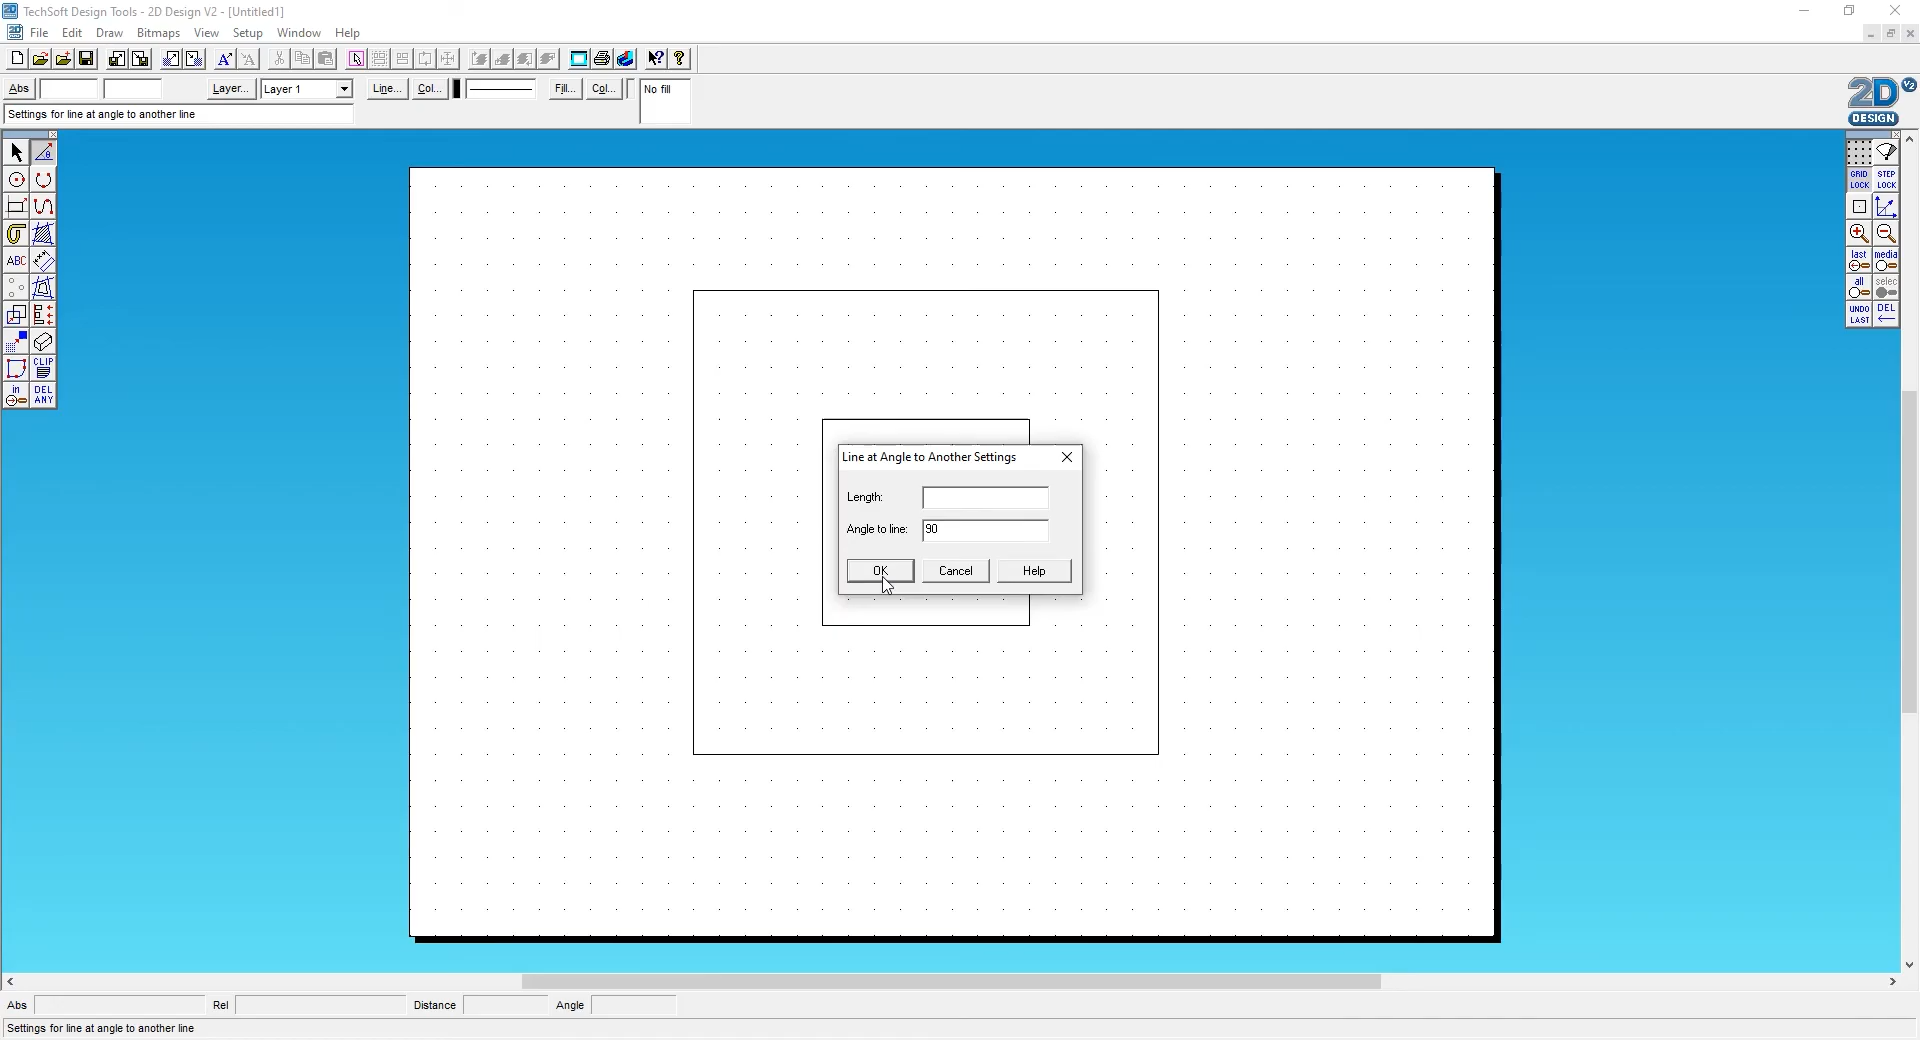 TechSoft Design Tools - 2D Design V2 - [Untitled1]
File Edit Draw Bitmaps View Setup Window Help
Abs Layer... Layer 1 Line... Col... Fill... Col... No fill
Settings for line at angle to another line
2D V2
DESIGN
GRID LOCK STEP LOCK
ABC
last media
all selec
UNDO LAST DEL
CLIP
in DEL ANY
Line at Angle to Another Settings
Length:
Angle to line: 90
OK Cancel Help
Abs Rel Distance Angle
Settings for line at angle to another line